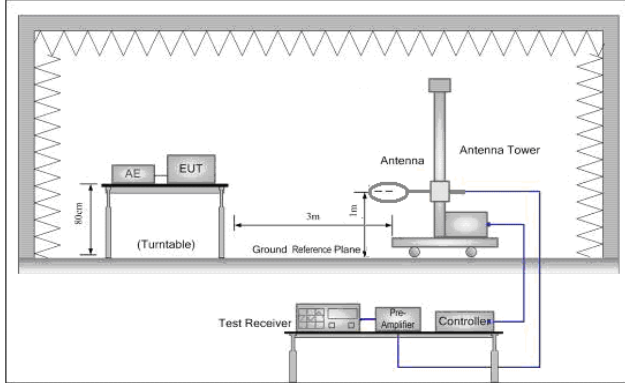 EUT
AE
Antenna Tower
Antenna
80cm
3m
1m
(Turntable)
Ground Reference Plane
Test Receiver
Pre-
Amplifier
Controller